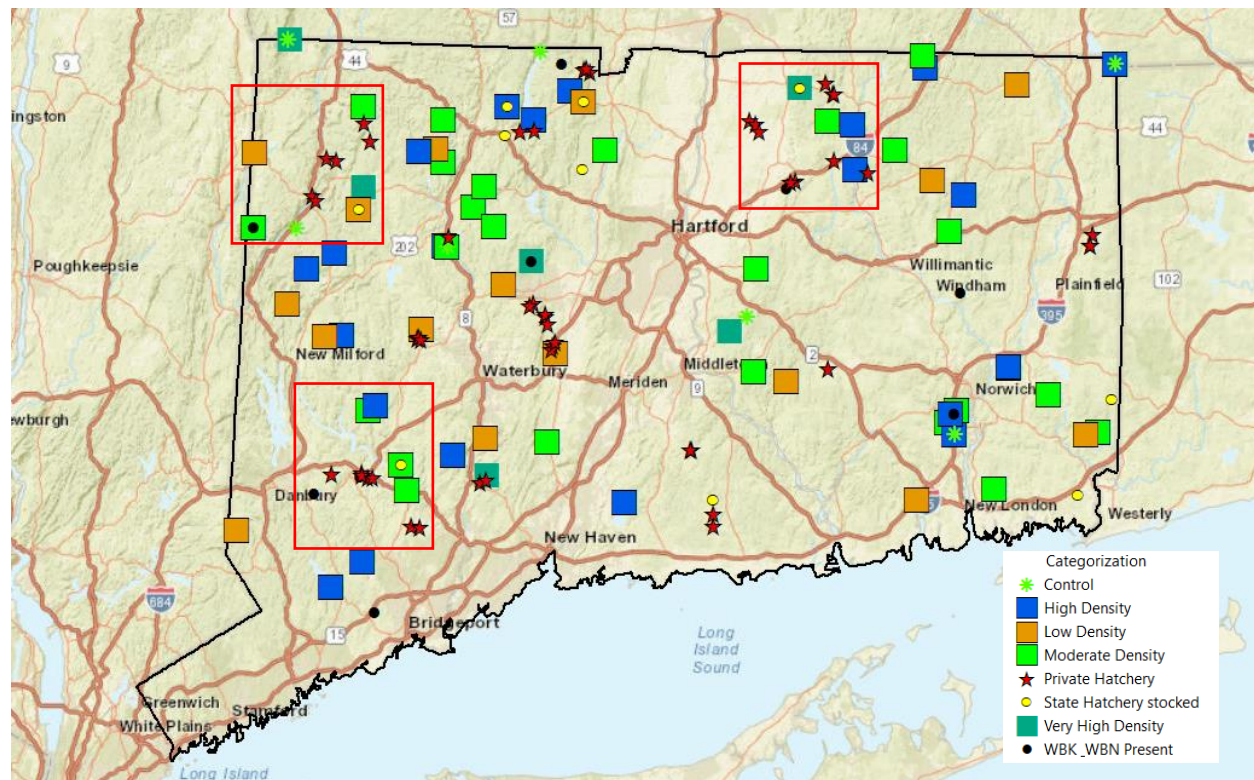 57
44
9
ington
44
84
Hartford
202
Poughkeepsie
Willimantic
Windham
Plainfield
102
395
8
New Milford
Waterbury
Middletown
2
Meriden
9
Norwich
ewburgh
Danbury
New London
Westerly
New Haven
684
15
Bridgeport
Long
Island
Sound
Greenwich
White Plains
Stamford
Long Island
Categorization
Control
High Density
Low Density
Moderate Density
Private Hatchery
State Hatchery stocked
Very High Density
WBK_WBN Present